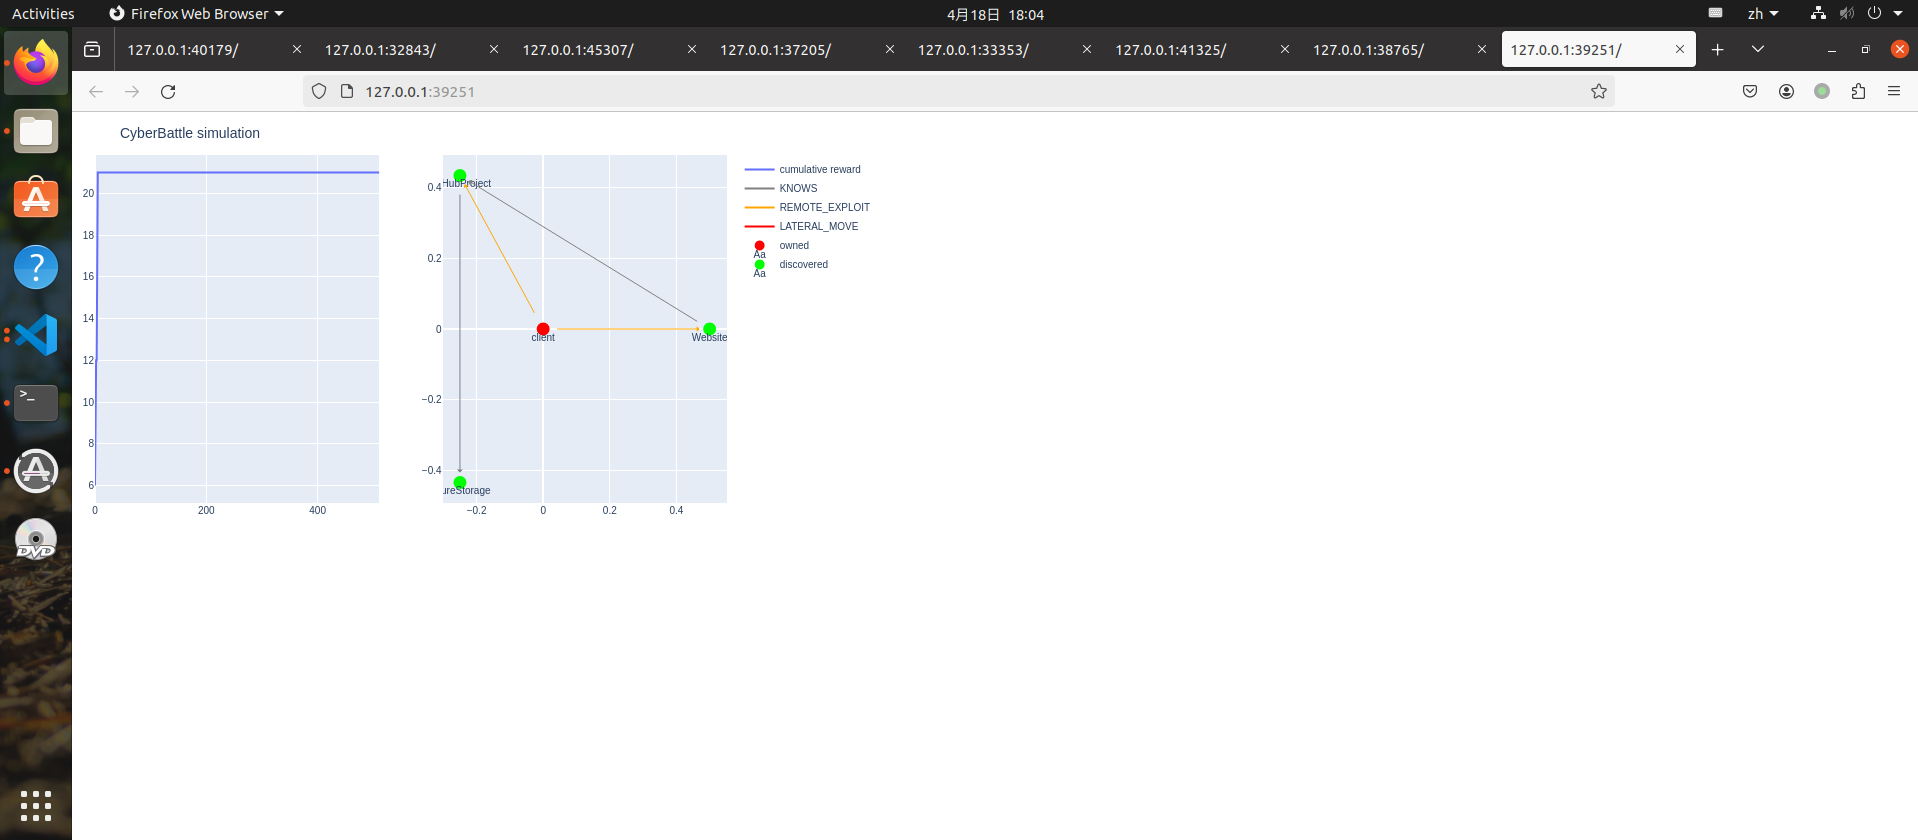 Activities
Firefox Web Browser
4月18日 18:04
zh
127.0.0.1:40179/
127.0.0.1:32843/
127.0.0.1:45307/
127.0.0.1:37205/
127.0.0.1:33353/
127.0.0.1:41325/
127.0.0.1:38765/
127.0.0.1:39251/
127.0.0.1:39251
CyberBattle simulation
20
18
16
14
12
10
8
6
0
200
400
0.4
0.2
0
−0.2
−0.4
−0.2
0
0.2
0.4
HubProject
client
Website
ureStorage
cumulative reward
KNOWS
REMOTE_EXPLOIT
LATERAL_MOVE
owned
Aa
discovered
Aa
>_
?
DVD